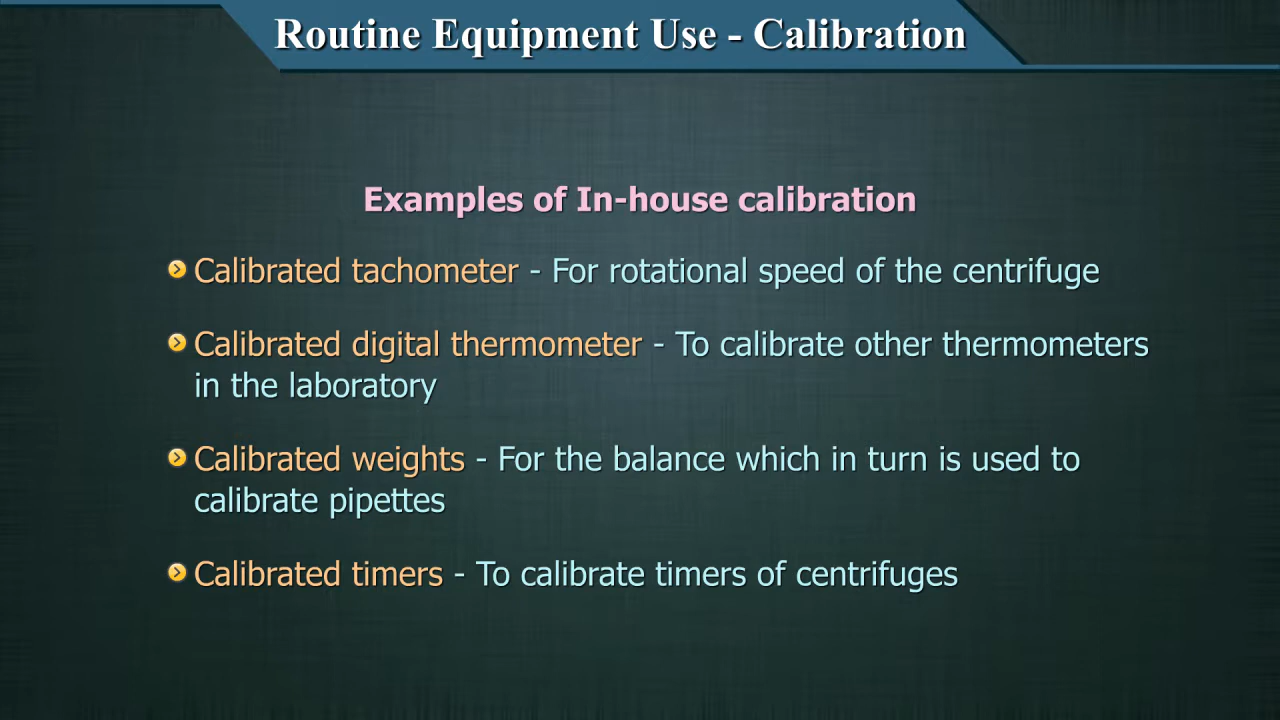 Routine Equipment Use - Calibration
Examples of In-house calibration
Calibrated tachometer - For rotational speed of the centrifuge
Calibrated digital thermometer - To calibrate other thermometers
in the laboratory
Calibrated weights - For the balance which in turn is used to
calibrate pipettes
Calibrated timers - To calibrate timers of centrifuges